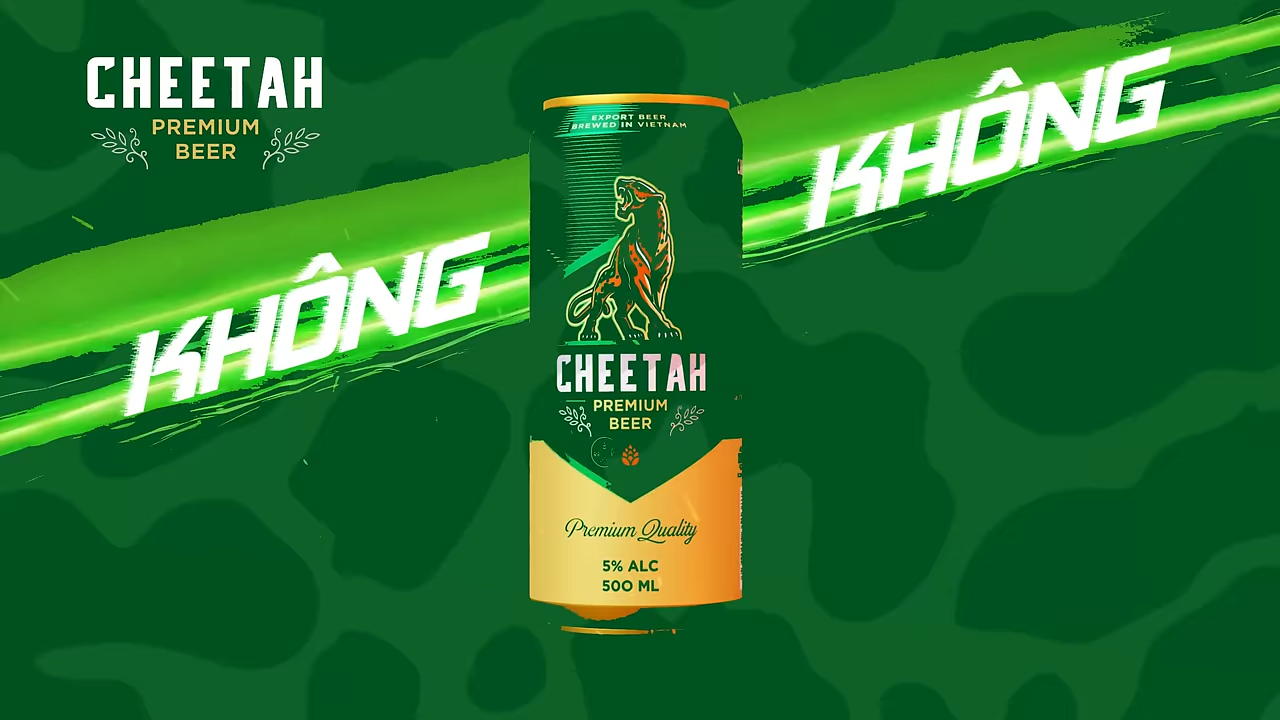 CHEETAH
PREMIUM
BEER
KHÔNG
KHÔNG
EXPORT BEER
BREWED IN VIETNAM
CHEETAH
PREMIUM
BEER
Premium Quality
5% ALC
500 ML